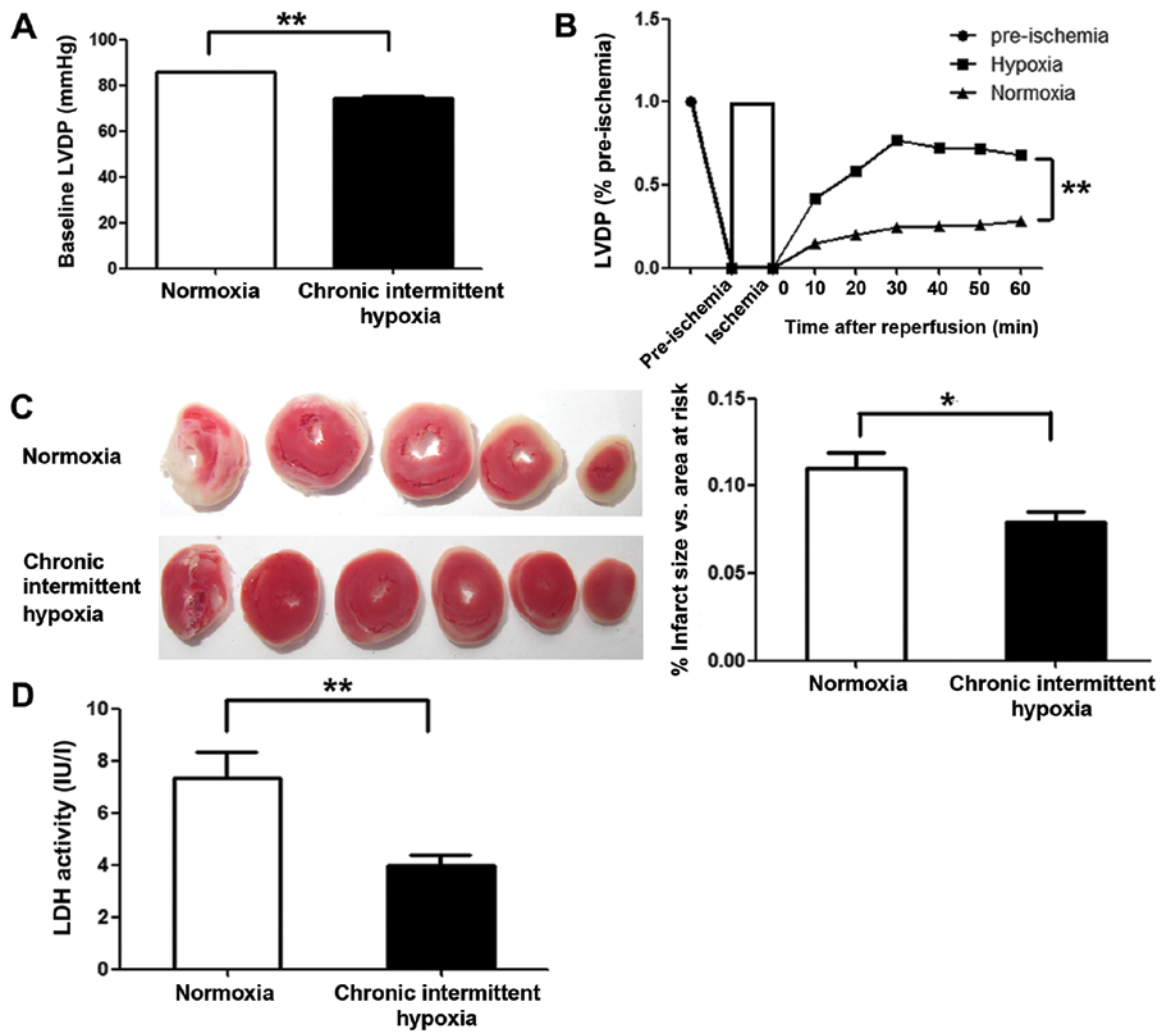 A
Baseline LVDP (mmHg)
100
80
60
40
20
0
**
Normoxia
Chronic intermittent
hypoxia
B
LVDP (% pre-ischemia)
1.5
1.0
0.5
0.0
pre-ischemia
Hypoxia
Normoxia
**
Pre-ischemia
Ischemia
0 10 20 30 40 50 60
Time after reperfusion (min)
C
Normoxia
Chronic
intermittent
hypoxia
% Infarct size vs. area at risk
0.15
0.10
0.05
0.00
*
Normoxia
Chronic intermittent
hypoxia
D
LDH activity (IU/l)
10
8
6
4
2
0
**
Normoxia
Chronic intermittent
hypoxia